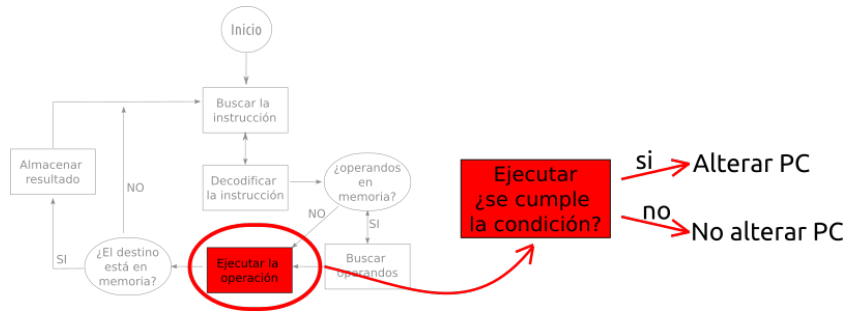 Inicio
Buscar la
instrucción
Almacenar
resultado
NO
Decodificar
la instrucción
¿operandos
en
memoria?
NO
SI
SI
¿El destino
está en
memoria?
Ejecutar la
operación
Buscar
operandos
Ejecutar
¿se cumple
la condición?
si
Alterar PC
no
No alterar PC